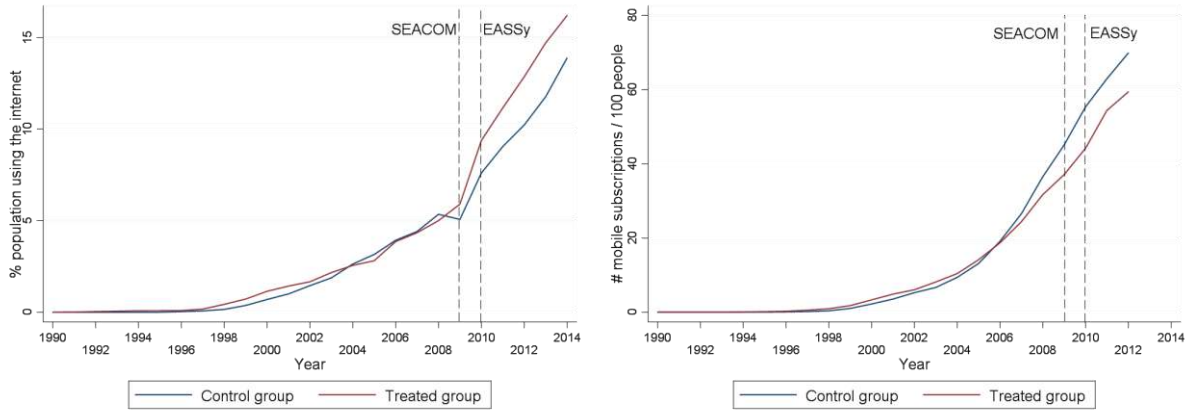 % population using the internet
15
10
5
0
SEACOM
EASSy
1990 1994 1998 2002 2006 2010 2014
1992 1996 2000 2004 2008 2012
Year
Control group Treated group
# mobile subscriptions / 100 people
80
60
40
20
0
SEACOM
EASSy
1990 1994 1998 2002 2006 2010 2014
1992 1996 2000 2004 2008 2012
Year
Control group Treated group